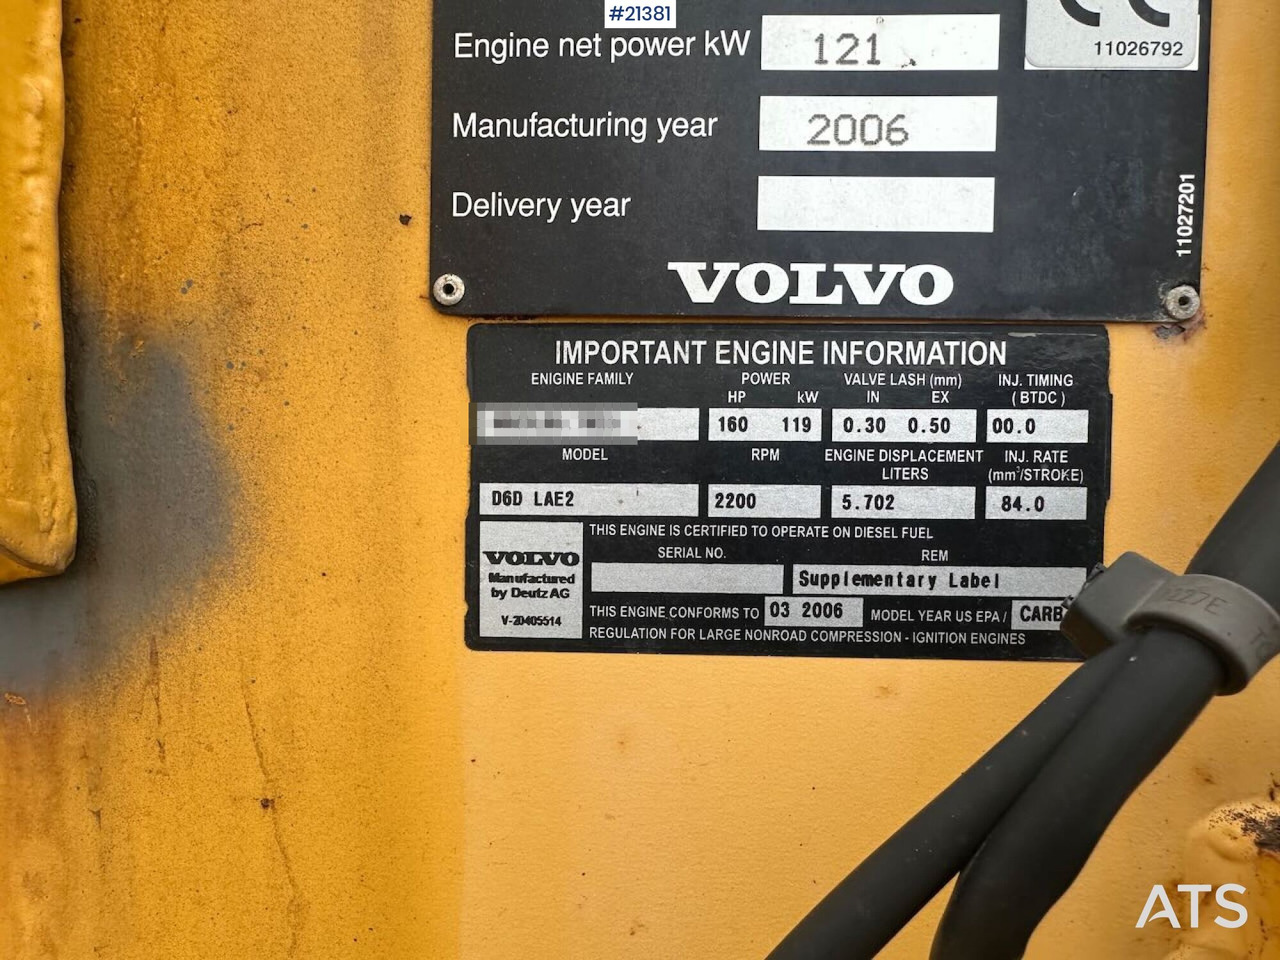 #21381
Engine net power kW 121
11026792
Manufacturing year 2006
Delivery year
11027201
VOLVO
IMPORTANT ENGINE INFORMATION
ENIGINE FAMILY POWER VALVE LASH (mm) INJ. TIMING
HP kW IN EX (BTDC)
160 119 0.30 0.50 00.0
MODEL RPM ENGINE DISPLACEMENT INJ. RATE
LITERS (mm³/STROKE)
D6D LAE2 2200 5.702 84.0
THIS ENGINE IS CERTIFIED TO OPERATE ON DIESEL FUEL
SERIAL NO. REM
VOLVO
Manufactured
by Deutz AG
V-20405514
Supplementary Label
THIS ENGINE CONFORMS TO 03 2006 MODEL YEAR US EPA / CARB
REGULATION FOR LARGE NONROAD COMPRESSION - IGNITION ENGINES
ATS